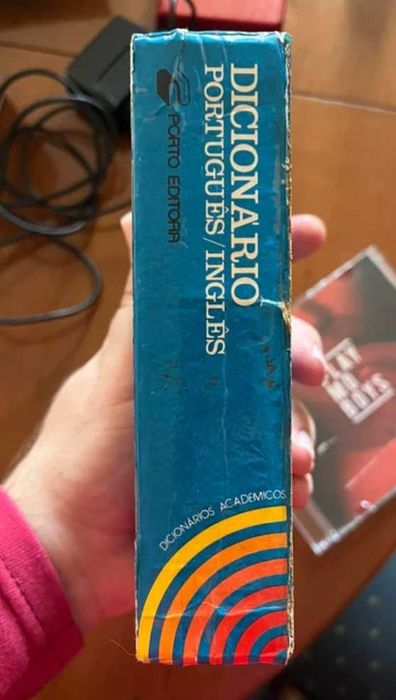 DICIONÁRIO
PORTUGUÊS/INGLÊS
PORTO EDITORA
DICIONÁRIOS ACADÉMICOS